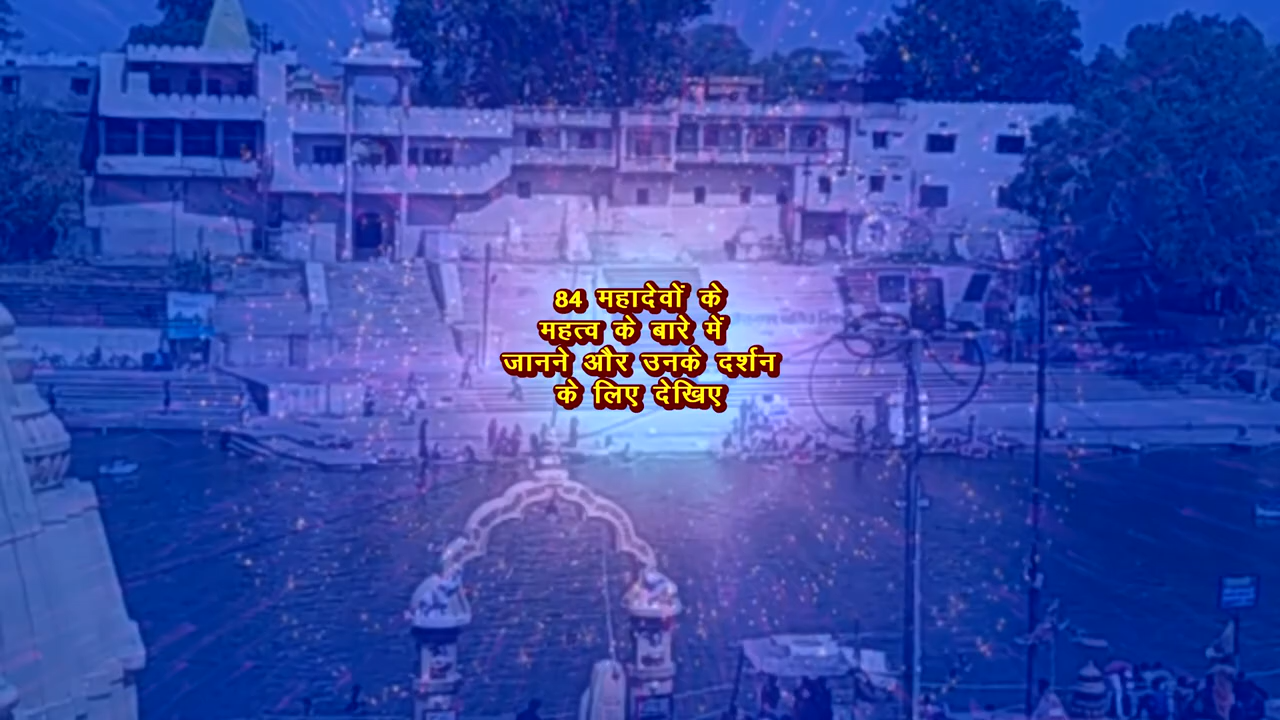 84 महादेवों के
महत्व के बारे में
जानने और उनके दर्शन
के लिए देखिए